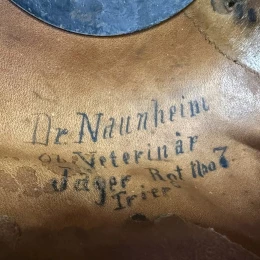 Dr. Naunheim
Ob. Veterinär
Jäger Rgt No 7
Trier